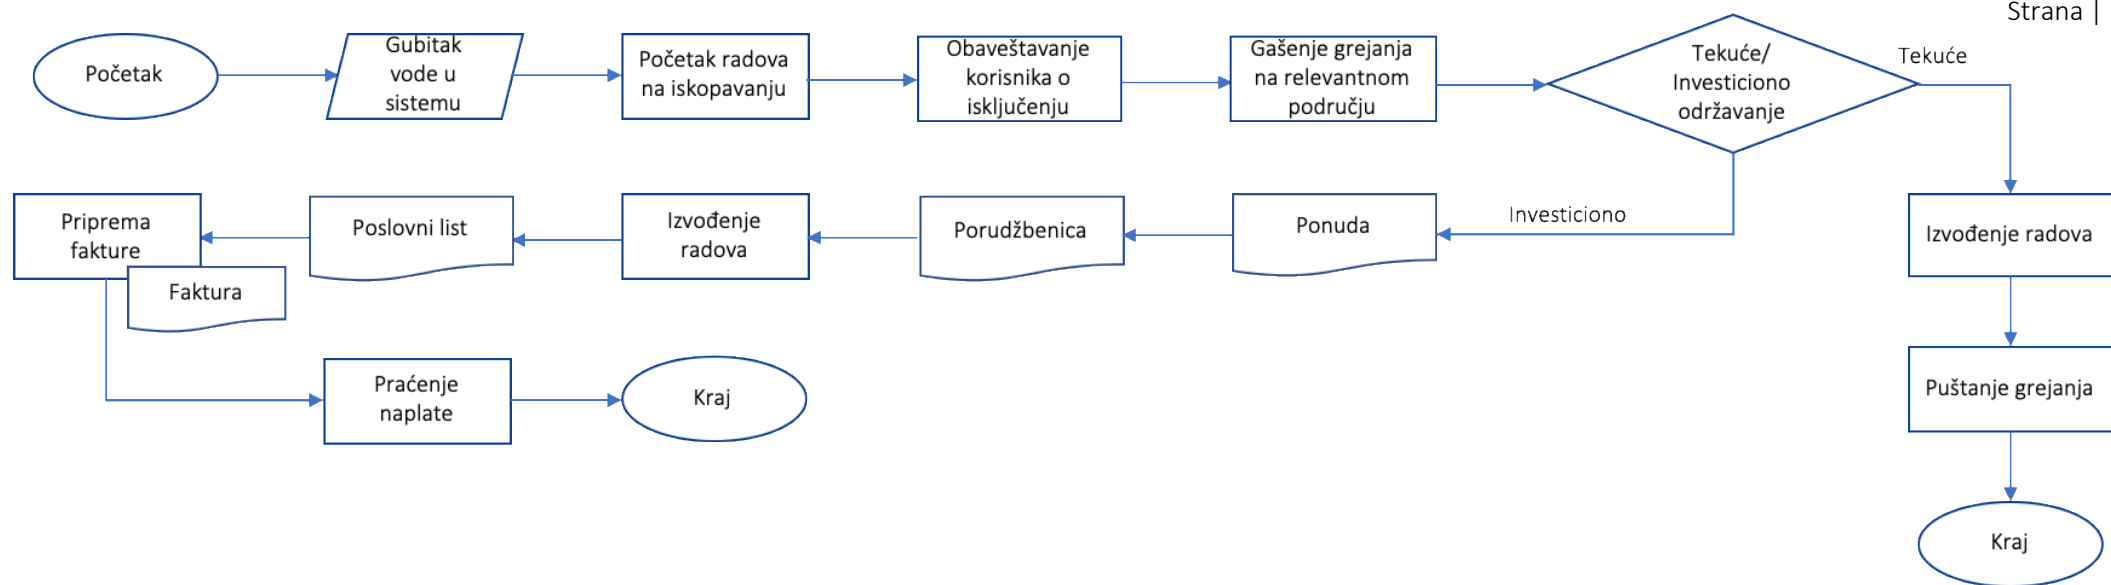 Strana |
Početak
Gubitak
vode u
sistemu
Početak radova
na iskopavanju
Obaveštavanje
korisnika o
isključenju
Gašenje grejanja
na relevantnom
području
Tekuće/
Investiciono
održavanje
Tekuće
Priprema
fakture
Faktura
Poslovni list
Izvođenje
radova
Porudžbenica
Ponuda
Investiciono
Izvođenje radova
Praćenje
naplate
Kraj
Puštanje grejanja
Kraj